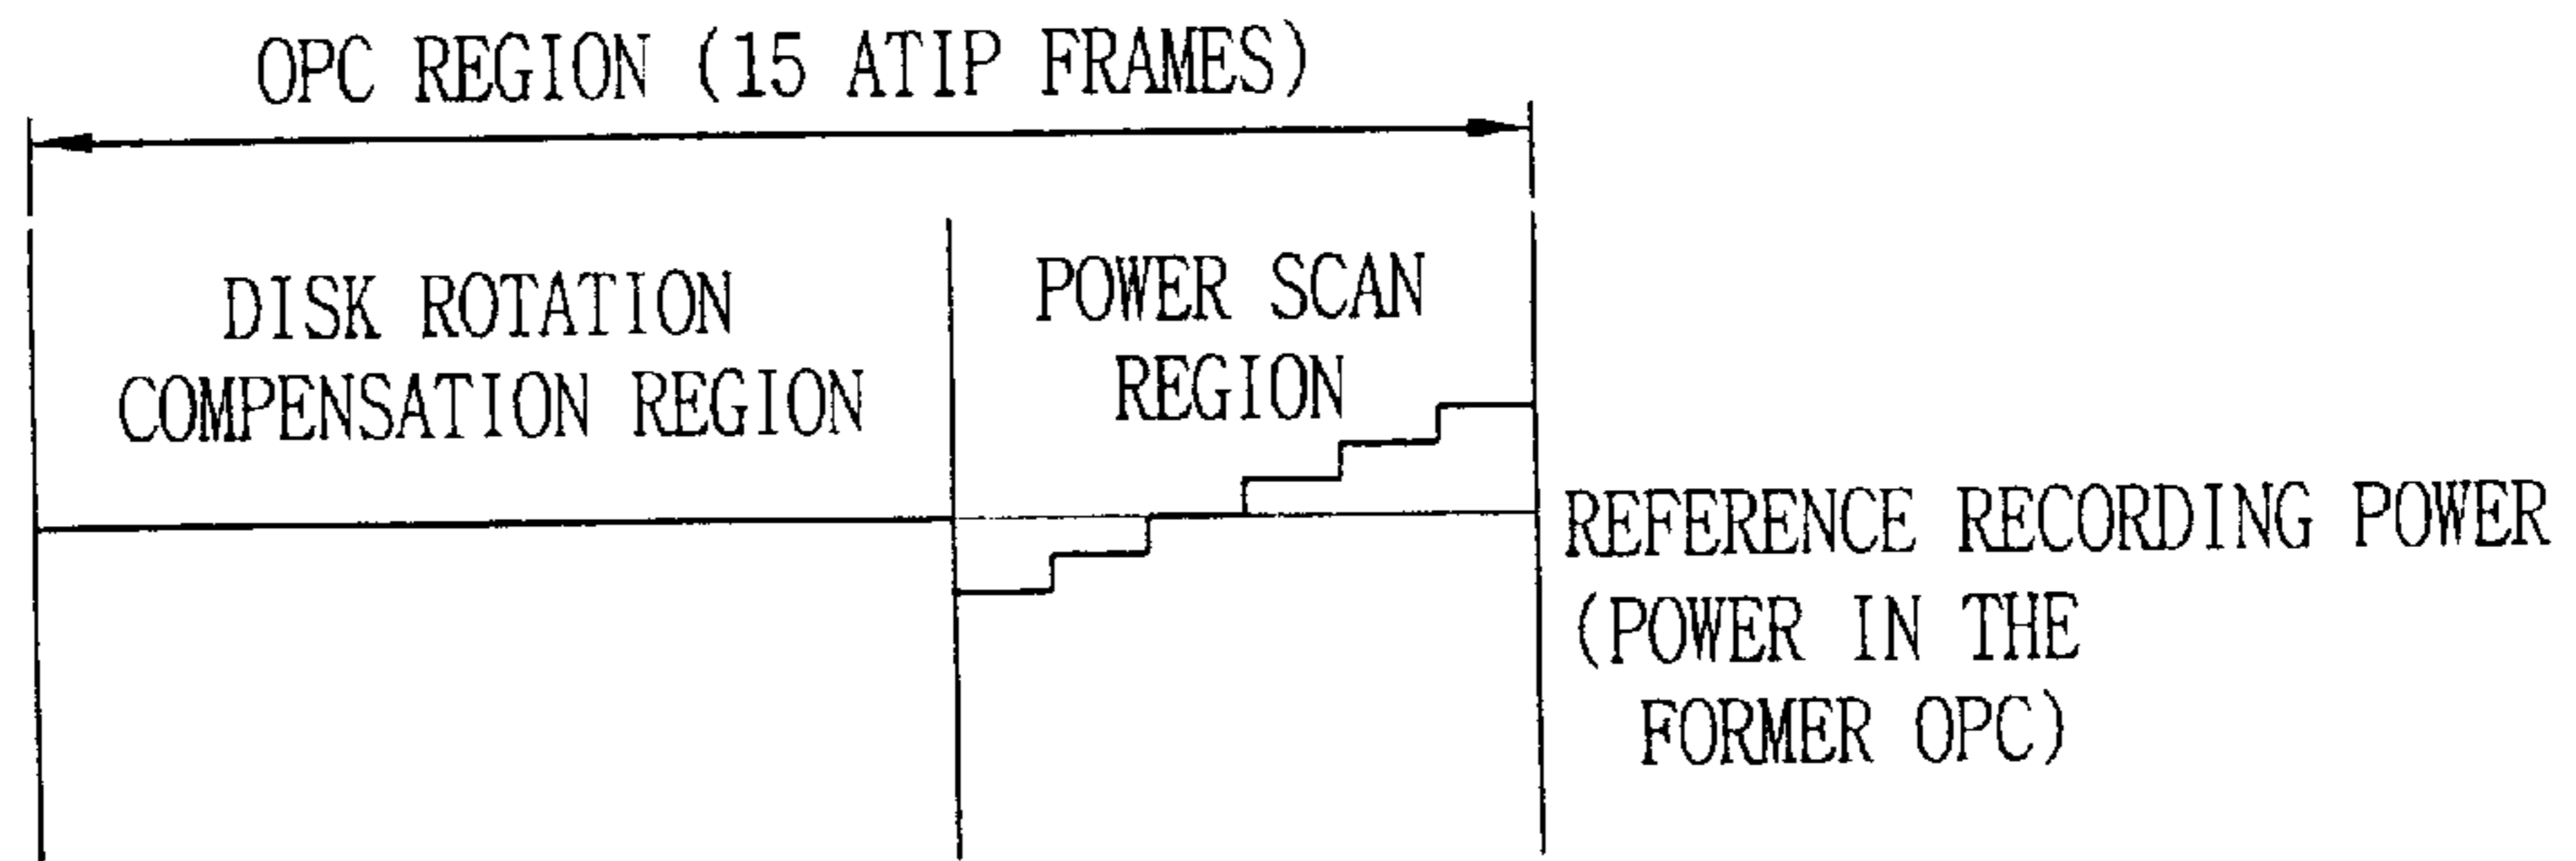 OPC REGION (15 ATIP FRAMES)
DISK ROTATION
COMPENSATION REGION
POWER SCAN
REGION
REFERENCE RECORDING POWER
(POWER IN THE
FORMER OPC)